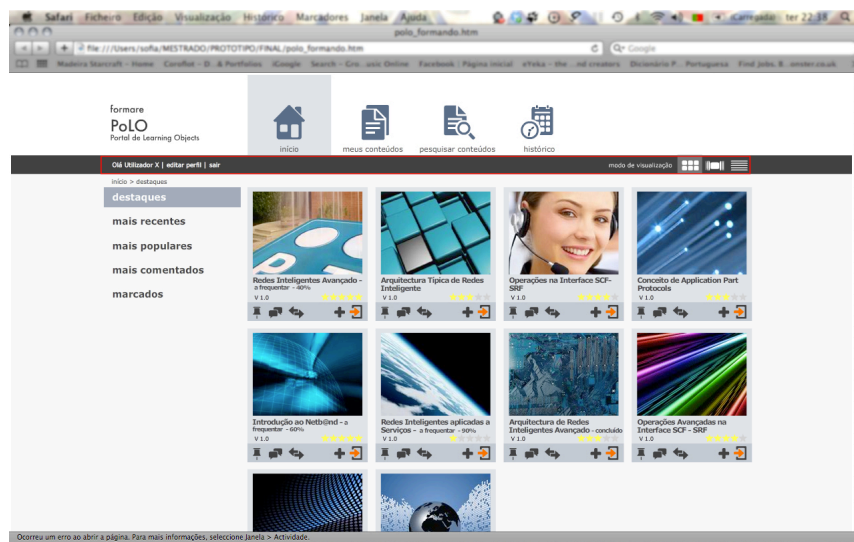 Safari Ficheiro Edição Visualização Histórico Marcadores Janela Ajuda ter 22:38
polo_formando.htm
file:///Users/sofia/MESTRADO/PROTOTIPO/FINAL/polo_formando.htm
Google
Madeira Starcraft - Home
Facebook | Página inicial
formare
PoLO
Portal de Learning Objects
início
meus conteúdos
pesquisar conteúdos
histórico
Olá Utilizador X | editar perfil | sair
modo de visualização
início > destaques
destaques
mais recentes
mais populares
mais comentados
marcados
Redes Inteligentes Avançado -
a frequentar - 40%
V 1.0
Arquitectura Típica de Redes
Inteligente
V 1.0
Operações na Interface SCF-
SRF
V 1.0
Conceito de Application Part
Protocols
V 1.0
Introdução ao Netb@nd - a
frequentar - 60%
V 1.0
Redes Inteligentes aplicadas a
Serviços - a frequentar - 90%
V 1.0
Arquitectura de Redes
Inteligentes Avançado - concluído
V 1.0
Operações Avançadas na
Interface SCF - SRF
V 1.0
Ocorreu um erro ao abrir a página. Para mais informações, seleccione Janela > Actividade.